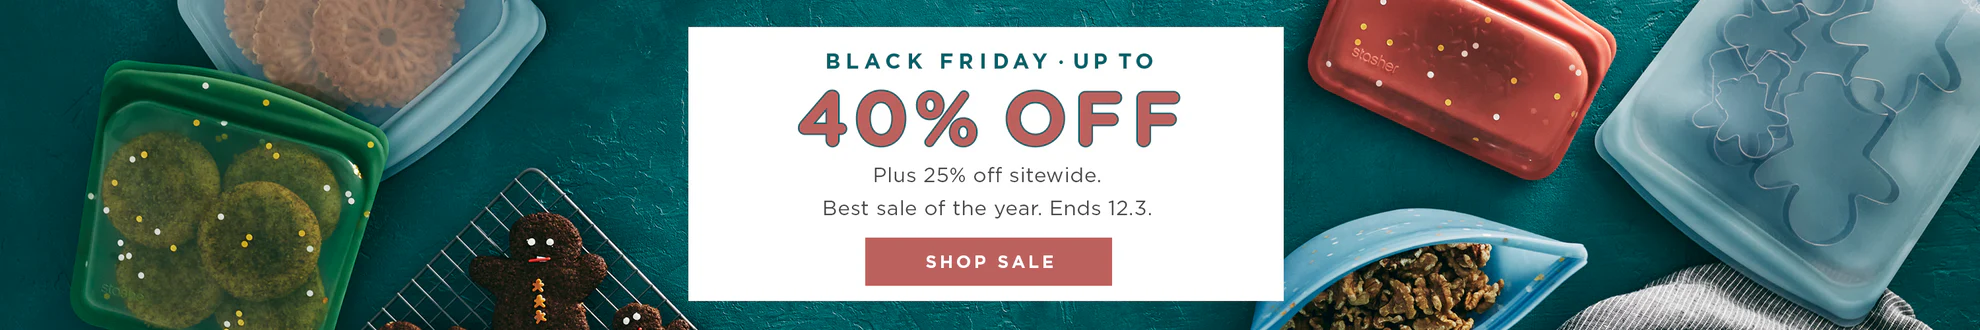 BLACK FRIDAY · UP TO
40% OFF
Plus 25% off sitewide.
Best sale of the year. Ends 12.3.
SHOP SALE
stasher
stasher